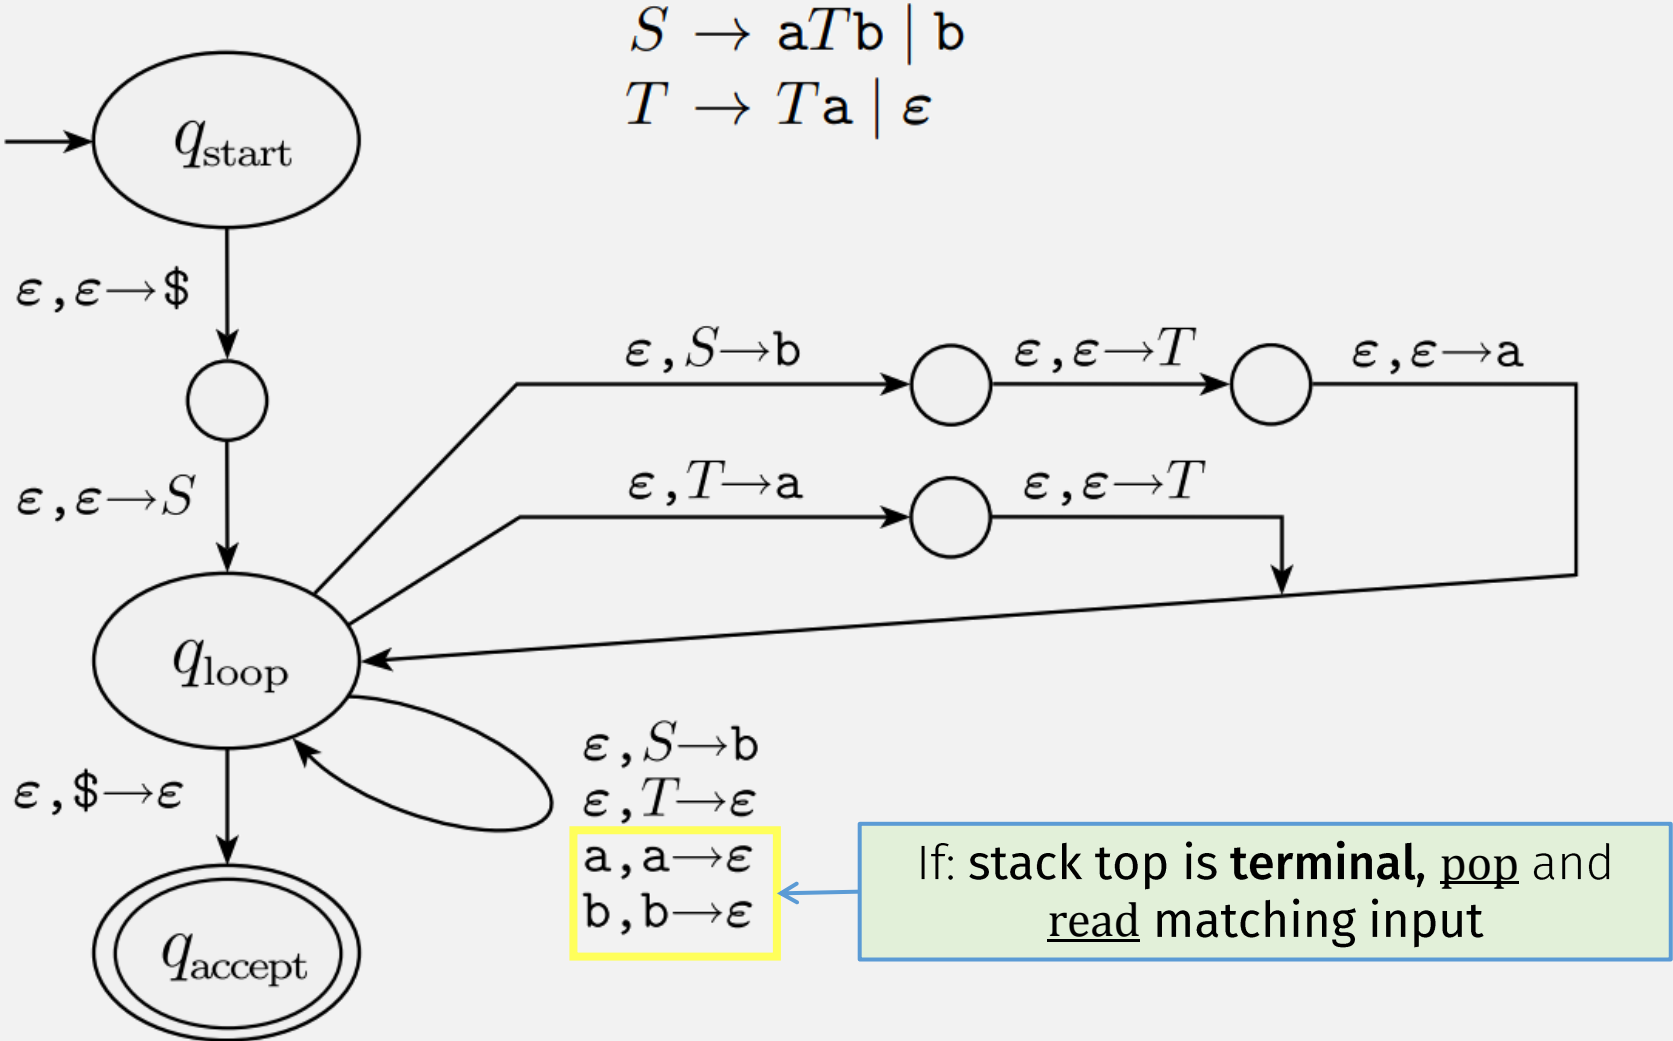 S → aTb | b
T → Ta | ε
qstart
ε,ε→$
ε,S→b
ε,ε→T
ε,ε→a
ε,T→a
ε,ε→T
ε,ε→S
qloop
ε,S→b
ε,T→ε
a,a→ε
b,b→ε
ε,$→ε
If: stack top is terminal, pop and
read matching input
qaccept